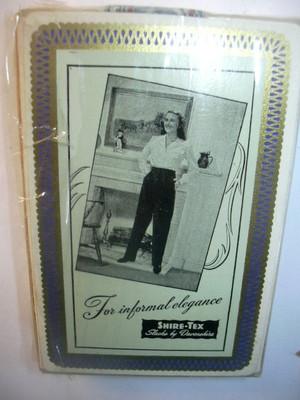 For informal elegance
SHIRE-TEX
Slacks by Devonshire